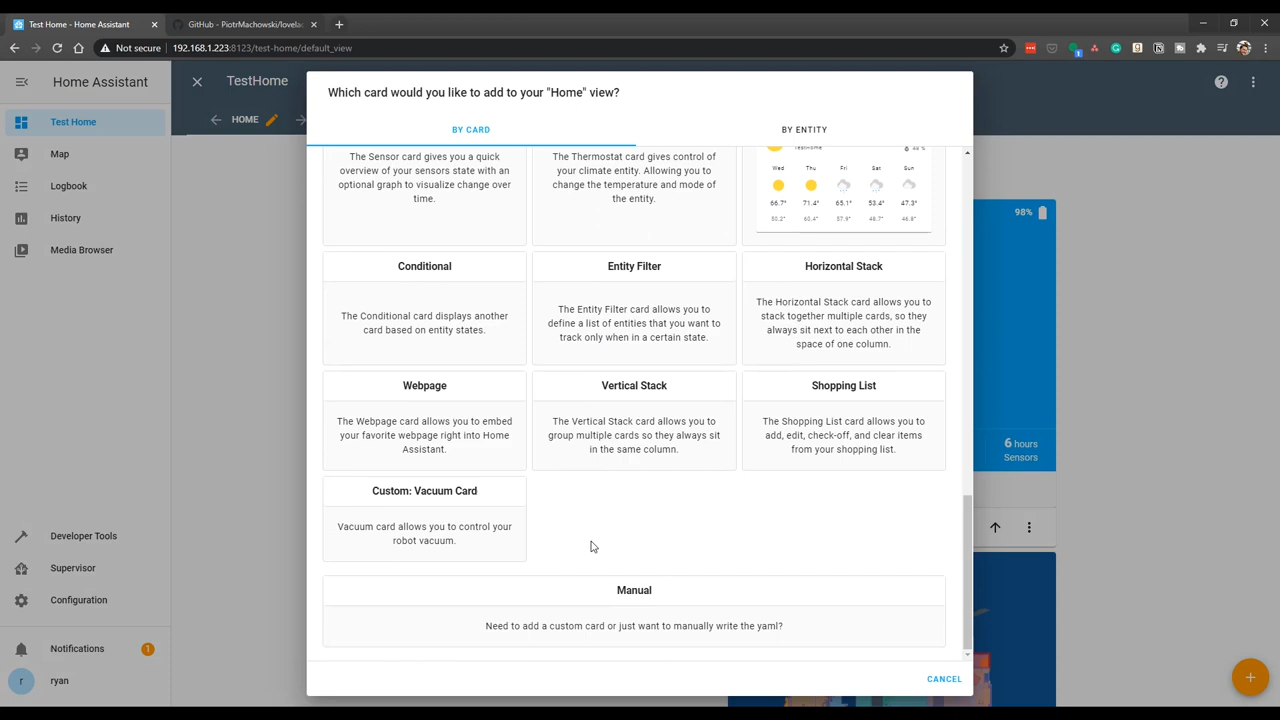 Test Home - Home Assistant
GitHub - PiotrMachowski/lovelac
Not secure
192.168.1.223:8123/test-home/default_view
Home Assistant
TestHome
HOME
Test Home
Map
Logbook
History
Media Browser
Developer Tools
Supervisor
Configuration
Notifications
1
r
ryan
Which card would you like to add to your "Home" view?
BY CARD
BY ENTITY
The Sensor card gives you a quick
overview of your sensors state with an
optional graph to visualize change over
time.
The Thermostat card gives control of
your climate entity. Allowing you to
change the temperature and mode of
the entity.
TestHome
48 %
Wed Thu Fri Sat Sun
66.7° 71.4° 65.1° 53.4° 47.3°
50.2° 60.4° 57.9° 48.7° 46.8°
Conditional
The Conditional card displays another
card based on entity states.
Entity Filter
The Entity Filter card allows you to
define a list of entities that you want to
track only when in a certain state.
Horizontal Stack
The Horizontal Stack card allows you to
stack together multiple cards, so they
always sit next to each other in the
space of one column.
Webpage
The Webpage card allows you to embed
your favorite webpage right into Home
Assistant.
Vertical Stack
The Vertical Stack card allows you to
group multiple cards so they always sit
in the same column.
Shopping List
The Shopping List card allows you to
add, edit, check-off, and clear items
from your shopping list.
Custom: Vacuum Card
Vacuum card allows you to control your
robot vacuum.
Manual
Need to add a custom card or just want to manually write the yaml?
CANCEL
98%
6 hours
Sensors